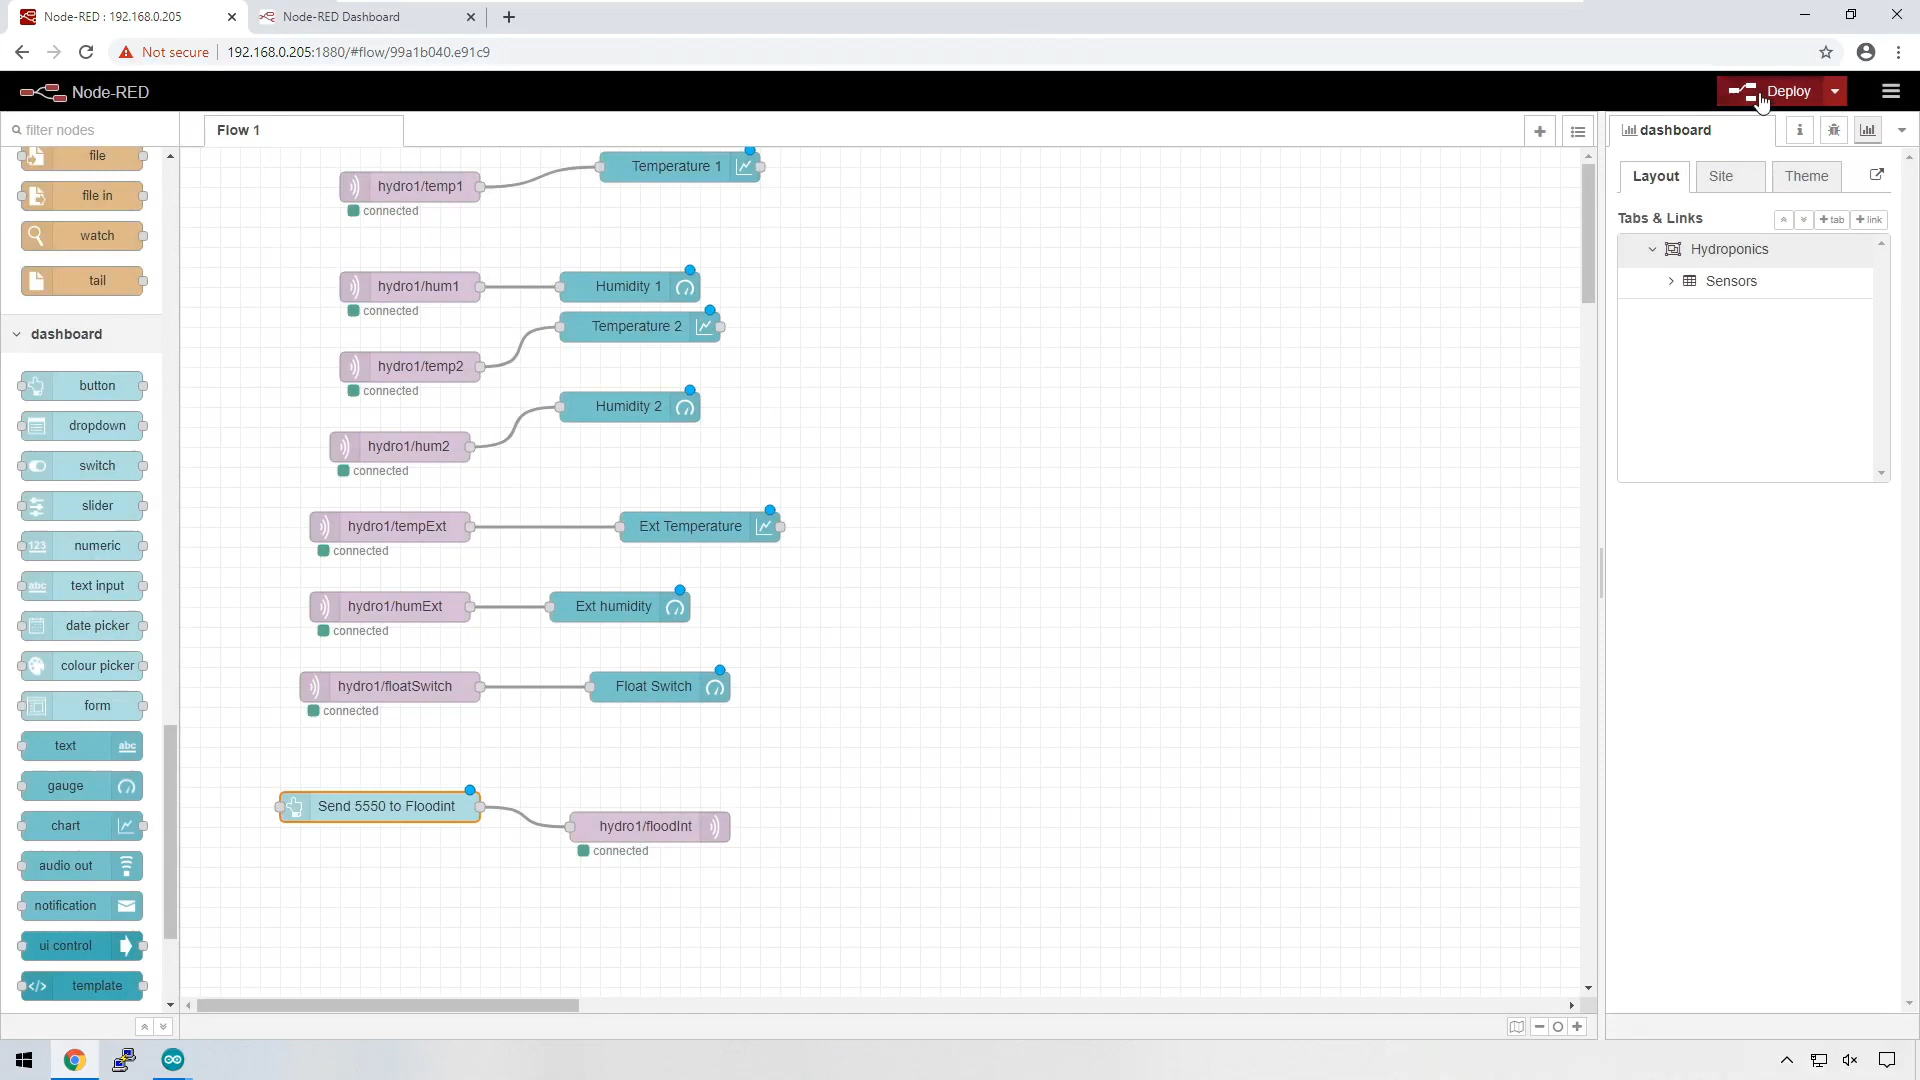 Node-RED : 192.168.0.205
Node-RED Dashboard
Not secure
192.168.0.205:1880/#flow/99a1b040.e91c9
Node-RED
Deploy
filter nodes
Flow 1
dashboard
file
file in
watch
tail
dashboard
button
dropdown
switch
slider
123 numeric
abc text input
date picker
colour picker
form
text abc
gauge
chart
audio out
notification
ui control
</> template
hydro1/temp1
connected
Temperature 1
hydro1/hum1
connected
Humidity 1
Temperature 2
hydro1/temp2
connected
Humidity 2
hydro1/hum2
connected
hydro1/tempExt
connected
Ext Temperature
hydro1/humExt
connected
Ext humidity
hydro1/floatSwitch
connected
Float Switch
Send 5550 to Floodint
hydro1/floodInt
connected
Layout
Site
Theme
Tabs & Links
+ tab
+ link
Hydroponics
Sensors